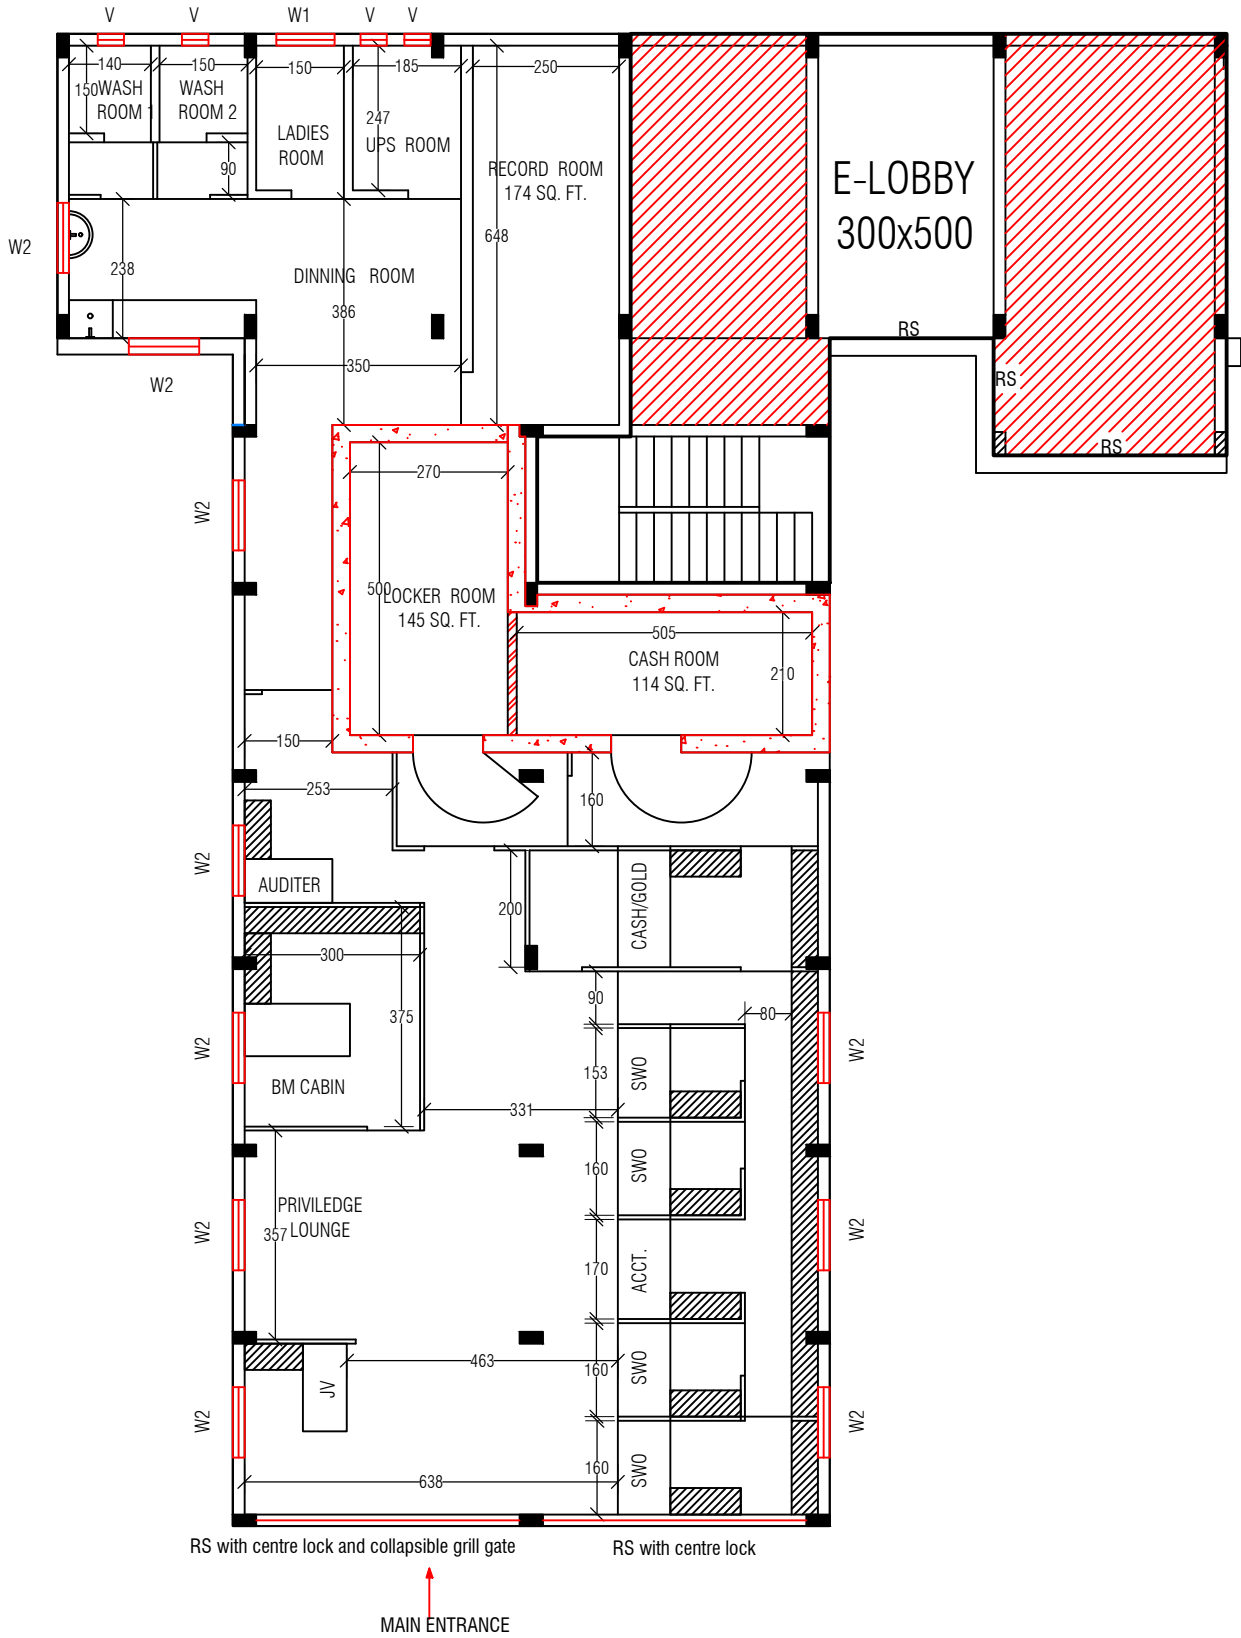 V
V
W1
V
V
140
150
150
185
250
150
WASH
ROOM 1
WASH
ROOM 2
LADIES
ROOM
247
UPS ROOM
90
RECORD ROOM
174 SQ. FT.
E-LOBBY
300x500
648
W2
238
DINNING ROOM
386
350
W2
RS
RS
RS
270
W2
500
LOCKER ROOM
145 SQ. FT.
505
CASH ROOM
114 SQ. FT.
210
150
253
160
W2
AUDITER
200
CASH/GOLD
300
375
90
80
W2
BM CABIN
153
SWO
W2
331
160
SWO
PRIVILEDGE
LOUNGE
357
W2
170
ACCT.
W2
463
160
SWO
JV
W2
W2
638
160
SWO
RS with centre lock and collapsible grill gate
RS with centre lock
MAIN ENTRANCE